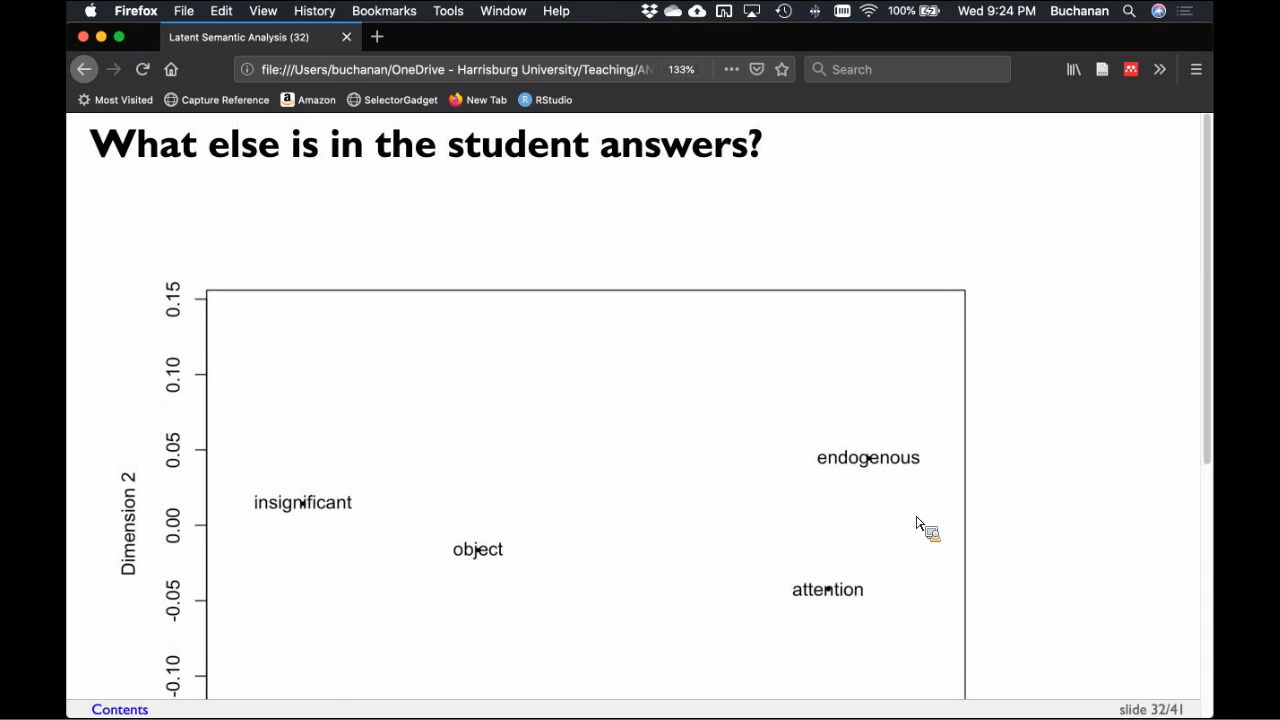 Firefox File Edit View History Bookmarks Tools Window Help 100% Wed 9:24 PM Buchanan
Latent Semantic Analysis (32)
file:///Users/buchanan/OneDrive - Harrisburg University/Teaching/AN 133% Search
Most Visited Capture Reference Amazon SelectorGadget New Tab RStudio
What else is in the student answers?
0.15
0.10
0.05
endogenous
insignificant
0.00
Dimension 2
object
attention
-0.05
-0.10
Contents slide 32/41